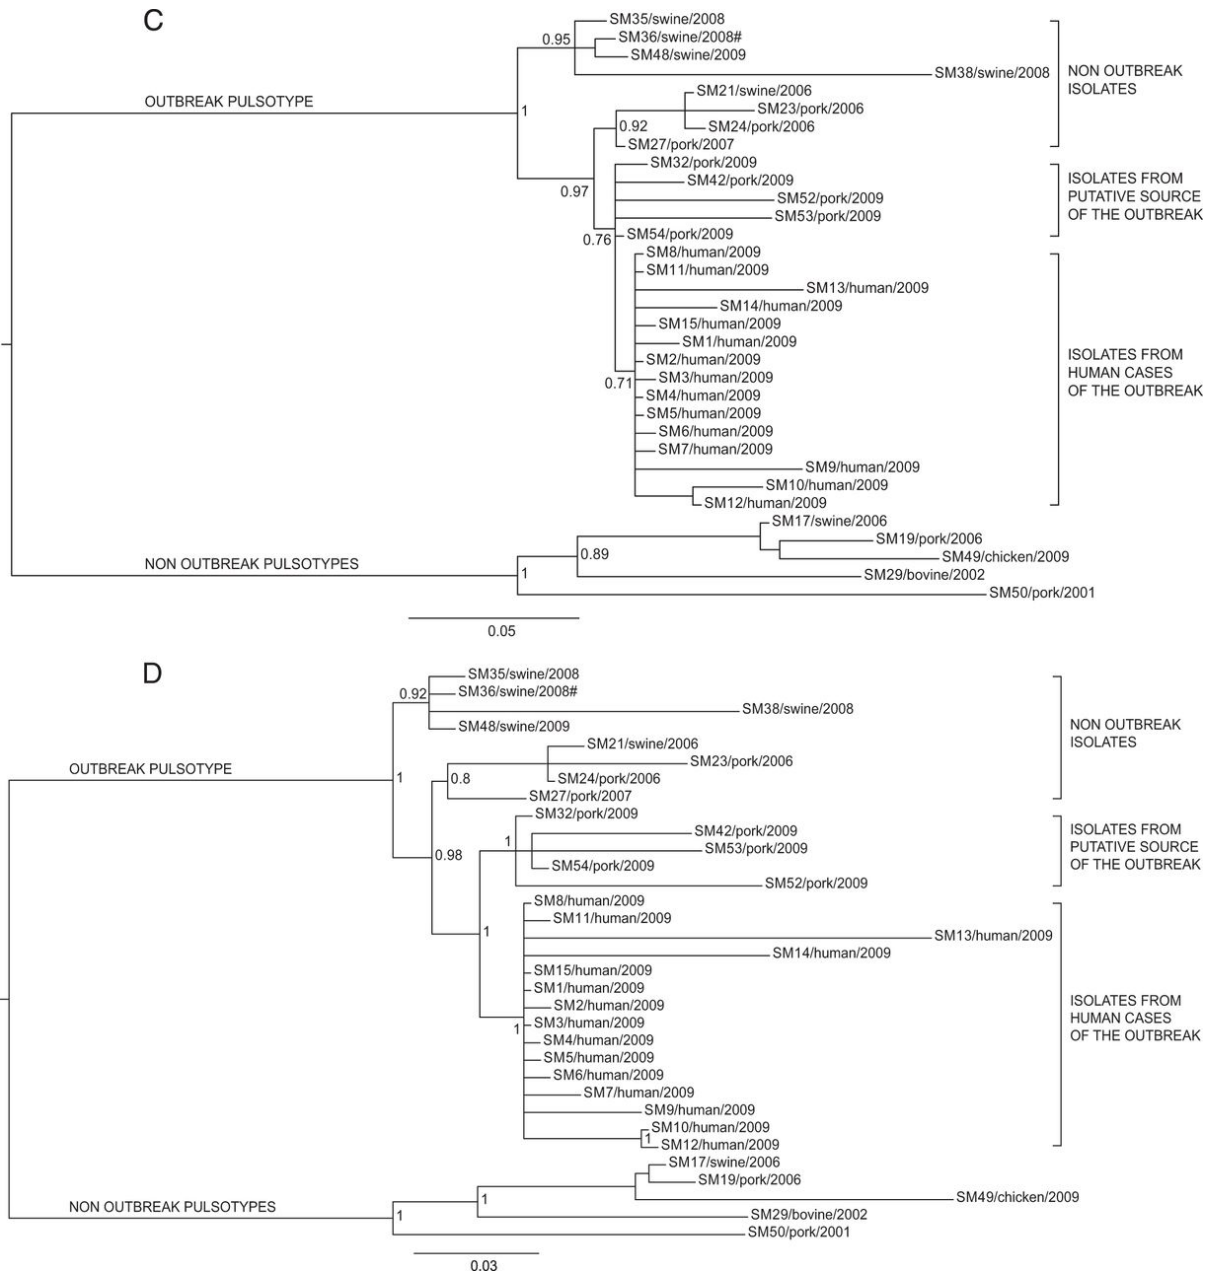 C
SM35/swine/2008
SM36/swine/2008#
0.95
SM48/swine/2009
SM38/swine/2008
NON OUTBREAK
ISOLATES
SM21/swine/2006
OUTBREAK PULSOTYPE
1
SM23/pork/2006
0.92
SM24/pork/2006
SM27/pork/2007
SM32/pork/2009
0.97
SM42/pork/2009
SM52/pork/2009
SM53/pork/2009
ISOLATES FROM
PUTATIVE SOURCE
OF THE OUTBREAK
0.76
SM54/pork/2009
SM8/human/2009
SM11/human/2009
SM13/human/2009
SM14/human/2009
SM15/human/2009
SM1/human/2009
SM2/human/2009
0.71
SM3/human/2009
SM4/human/2009
SM5/human/2009
SM6/human/2009
SM7/human/2009
SM9/human/2009
SM10/human/2009
SM12/human/2009
ISOLATES FROM
HUMAN CASES
OF THE OUTBREAK
SM17/swine/2006
SM19/pork/2006
0.89
SM49/chicken/2009
NON OUTBREAK PULSOTYPES
1
SM29/bovine/2002
SM50/pork/2001
0.05
D
SM35/swine/2008
0.92
SM36/swine/2008#
SM38/swine/2008
SM48/swine/2009
NON OUTBREAK
ISOLATES
SM21/swine/2006
SM23/pork/2006
OUTBREAK PULSOTYPE
1
0.8
SM24/pork/2006
SM27/pork/2007
SM32/pork/2009
SM42/pork/2009
1
SM53/pork/2009
0.98
SM54/pork/2009
SM52/pork/2009
ISOLATES FROM
PUTATIVE SOURCE
OF THE OUTBREAK
SM8/human/2009
SM11/human/2009
1
SM13/human/2009
SM14/human/2009
SM15/human/2009
SM1/human/2009
SM2/human/2009
1
SM3/human/2009
SM4/human/2009
SM5/human/2009
SM6/human/2009
SM7/human/2009
SM9/human/2009
SM10/human/2009
1
SM12/human/2009
ISOLATES FROM
HUMAN CASES
OF THE OUTBREAK
SM17/swine/2006
SM19/pork/2006
1
SM49/chicken/2009
NON OUTBREAK PULSOTYPES
1
SM29/bovine/2002
SM50/pork/2001
0.03